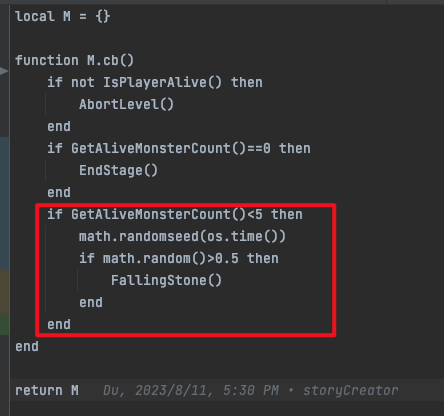 local M = {}
function M.cb()
if not IsPlayerAlive() then
AbortLevel()
end
if GetAliveMonsterCount()==0 then
EndStage()
end
if GetAliveMonsterCount()<5 then
math.randomseed(os.time())
if math.random()>0.5 then
FallingStone()
end
end
end
return M Du, 2023/8/11, 5:30 PM • storyCreator